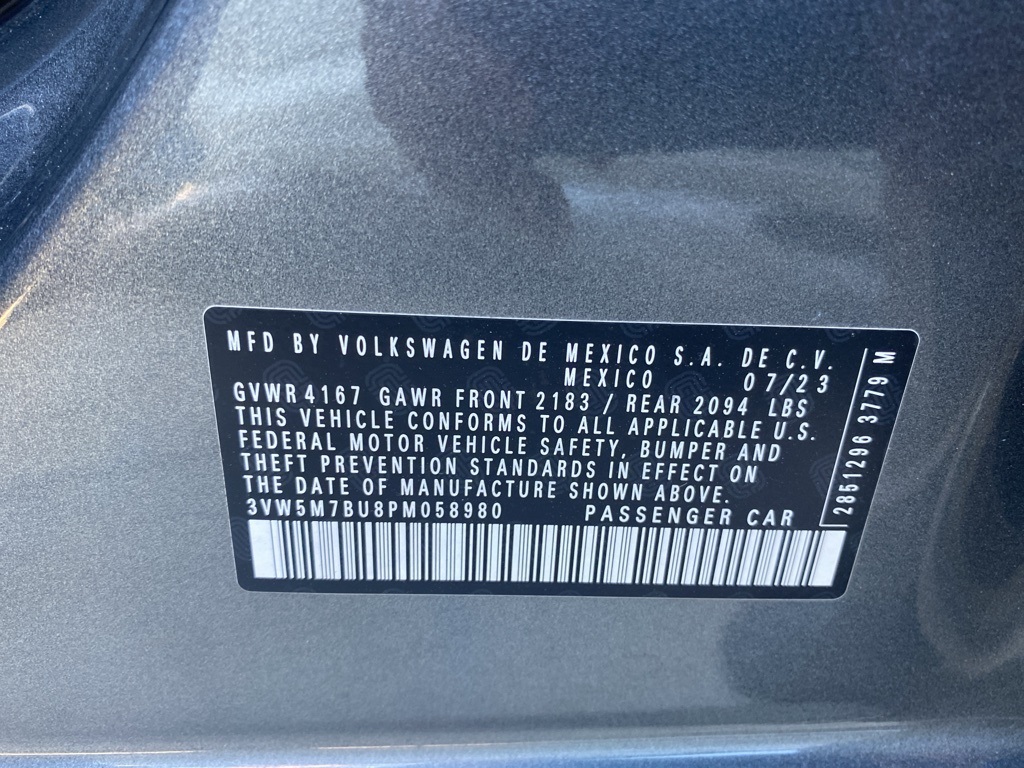 MFD BY VOLKSWAGEN DE MEXICO S.A. DE C.V.
MEXICO 07/23
GVWR 4167 GAWR FRONT 2183 / REAR 2094 LBS
THIS VEHICLE CONFORMS TO ALL APPLICABLE U.S.
FEDERAL MOTOR VEHICLE SAFETY, BUMPER AND
THEFT PREVENTION STANDARDS IN EFFECT ON
THE DATE OF MANUFACTURE SHOWN ABOVE.
3VW5M7BU8PM058980 PASSENGER CAR
2851296 3779 M